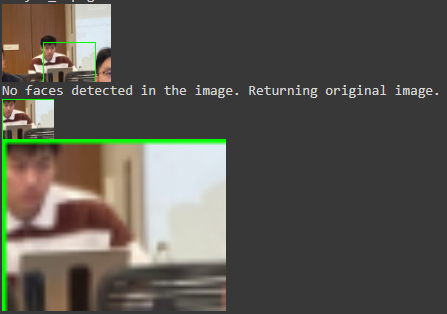 No faces detected in the image. Returning original image.